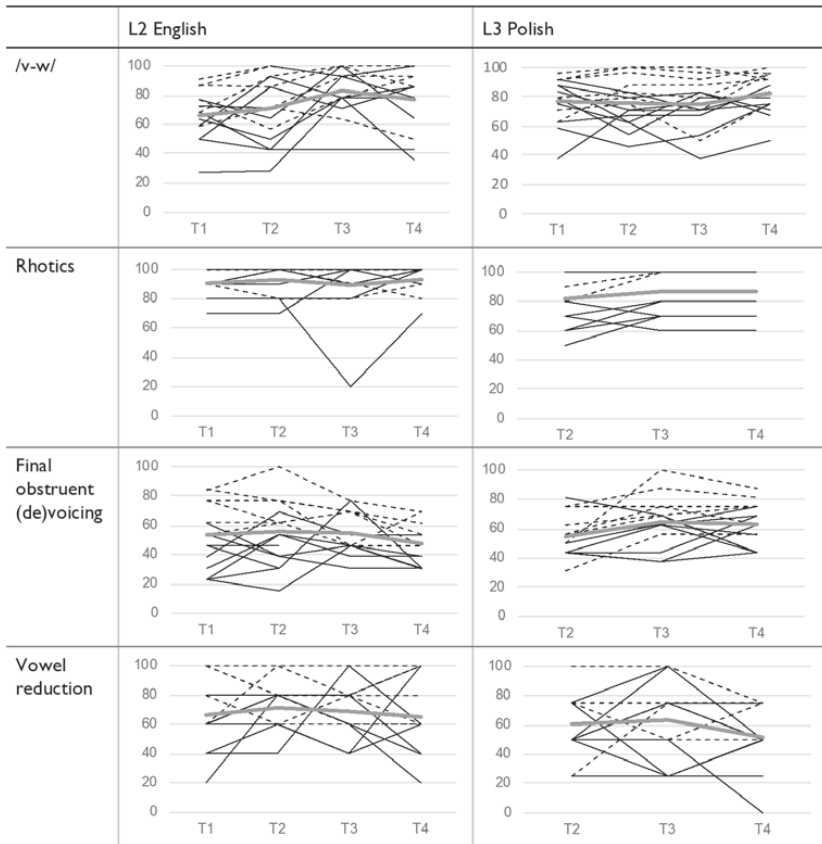 L2 English
L3 Polish
/v-w/
100
80
60
40
20
0
T1 T2 T3 T4
100
80
60
40
20
0
T1 T2 T3 T4
Rhotics
100
80
60
40
20
0
T1 T2 T3 T4
100
80
60
40
20
0
T2 T3 T4
Final
obstruent
(de)voicing
100
80
60
40
20
0
T1 T2 T3 T4
100
80
60
40
20
0
T2 T3 T4
Vowel
reduction
100
80
60
40
20
0
T1 T2 T3 T4
100
80
60
40
20
0
T2 T3 T4